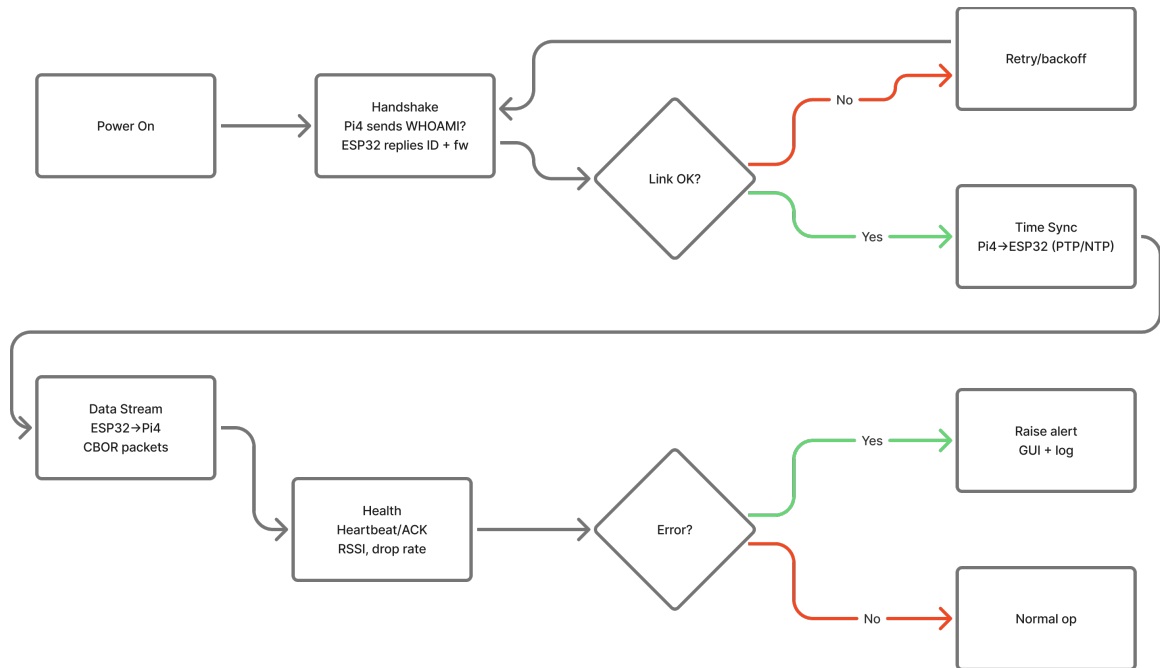 Retry/backoff
Power On
Handshake
Pi4 sends WHOAMI?
ESP32 replies ID + fw
No
Link OK?
Yes
Time Sync
Pi4→ESP32 (PTP/NTP)
Data Stream
ESP32→Pi4
CBOR packets
Health
Heartbeat/ACK
RSSI, drop rate
Error?
Yes
Raise alert
GUI + log
No
Normal op